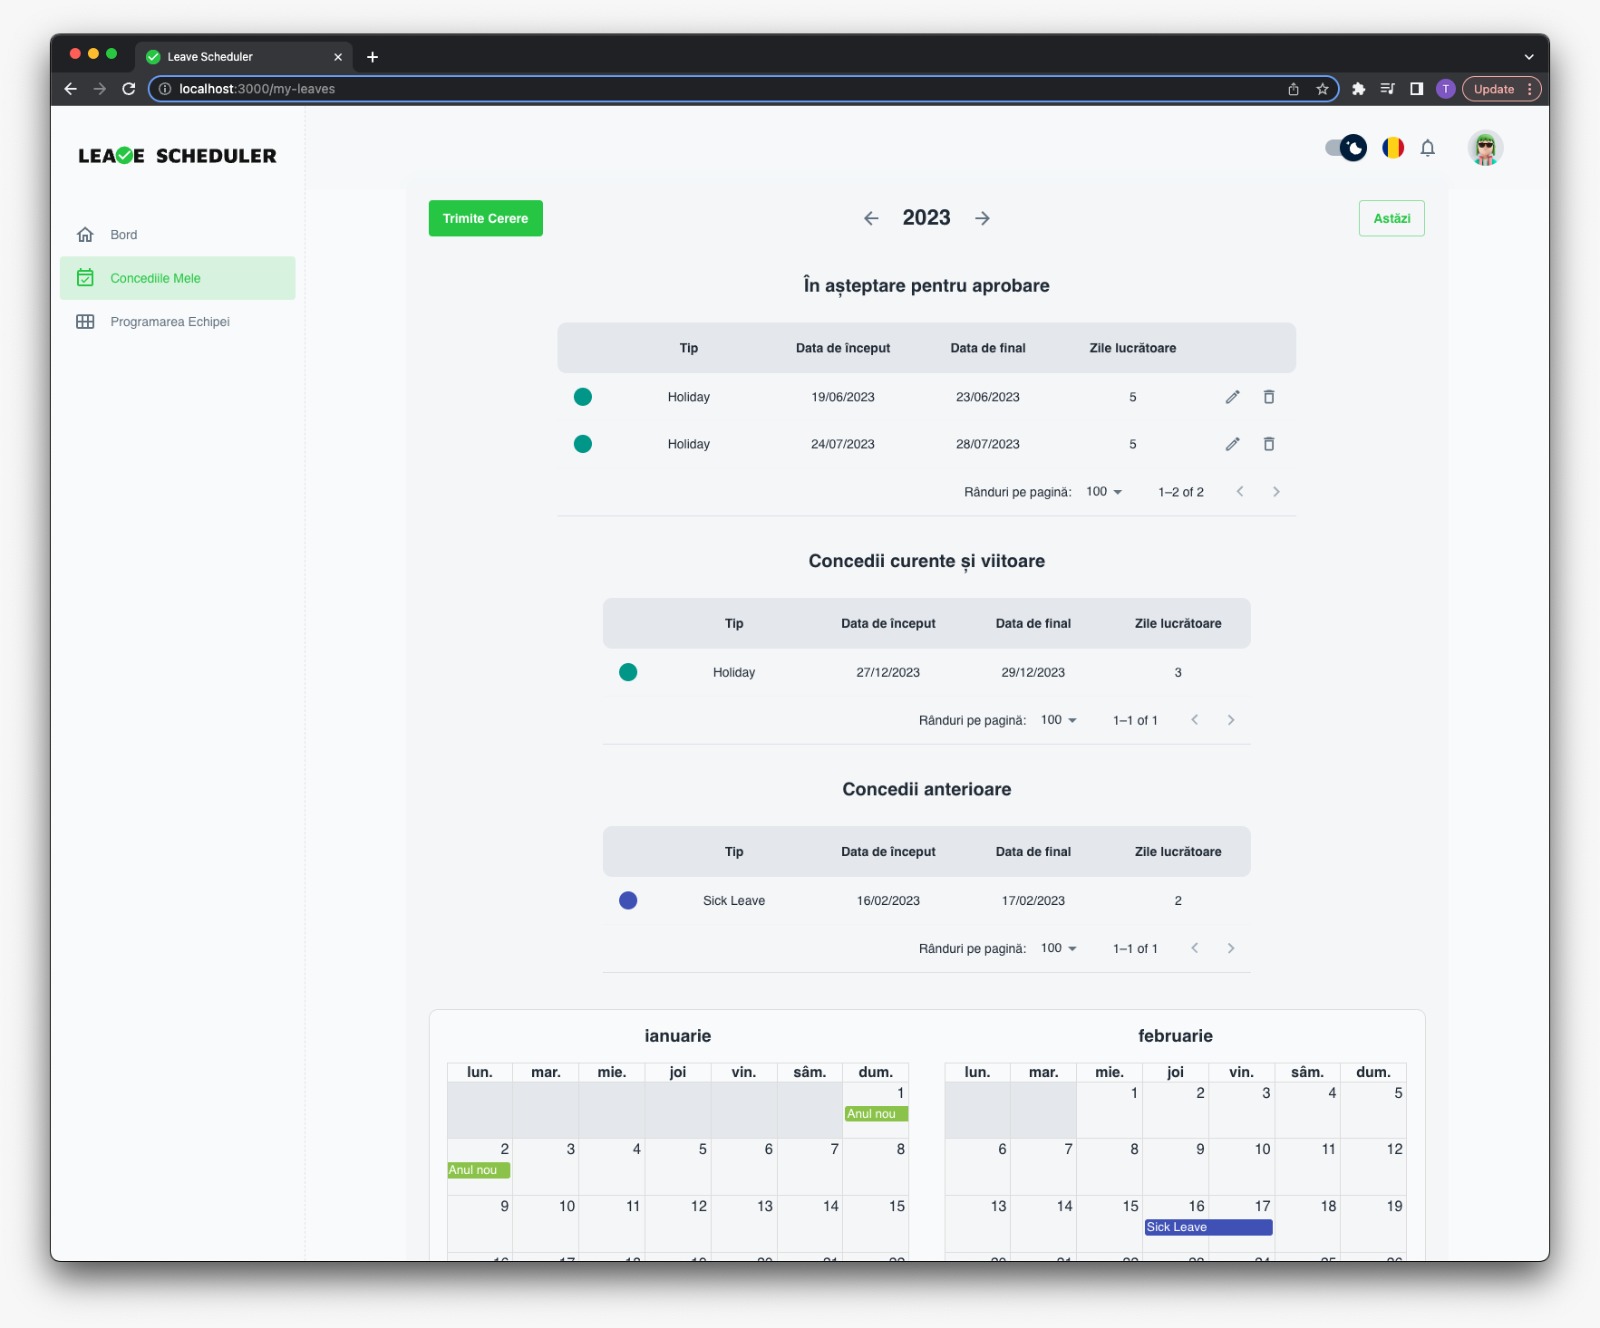 Leave Scheduler
localhost:3000/my-leaves
T
Update
LEAVE SCHEDULER
Bord
Concediile Mele
Programarea Echipei
Trimite Cerere
2023
Astăzi
În așteptare pentru aprobare
Tip Data de început Data de final Zile lucrătoare
Holiday 19/06/2023 23/06/2023 5
Holiday 24/07/2023 28/07/2023 5
Rânduri pe pagină: 100 1–2 of 2
Concedii curente și viitoare
Tip Data de început Data de final Zile lucrătoare
Holiday 27/12/2023 29/12/2023 3
Rânduri pe pagină: 100 1–1 of 1
Concedii anterioare
Tip Data de început Data de final Zile lucrătoare
Sick Leave 16/02/2023 17/02/2023 2
Rânduri pe pagină: 100 1–1 of 1
ianuarie
lun. mar. mie. joi vin. sâm. dum.
1
Anul nou
2 3 4 5 6 7 8
Anul nou
9 10 11 12 13 14 15
februarie
lun. mar. mie. joi vin. sâm. dum.
1 2 3 4 5
6 7 8 9 10 11 12
13 14 15 16 17 18 19
Sick Leave